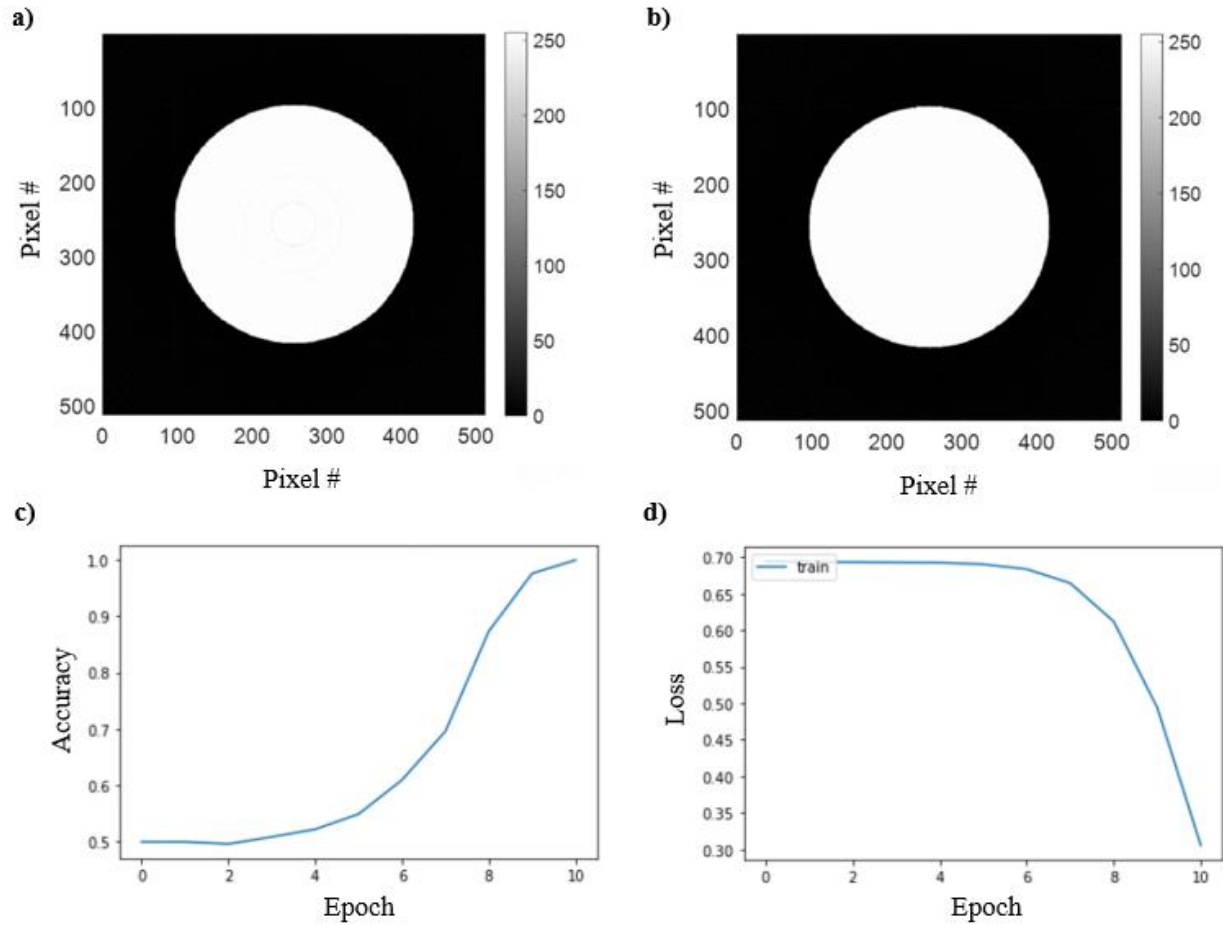 a)
250
200
150
100
50
0
100
200
300
400
500
0 100 200 300 400 500
Pixel #
Pixel #
b)
250
200
150
100
50
0
100
200
300
400
500
0 100 200 300 400 500
Pixel #
Pixel #
c)
1.0
0.9
0.8
0.7
0.6
0.5
0 2 4 6 8 10
Accuracy
Epoch
d)
train
0.70
0.65
0.60
0.55
0.50
0.45
0.40
0.35
0.30
0 2 4 6 8 10
Loss
Epoch